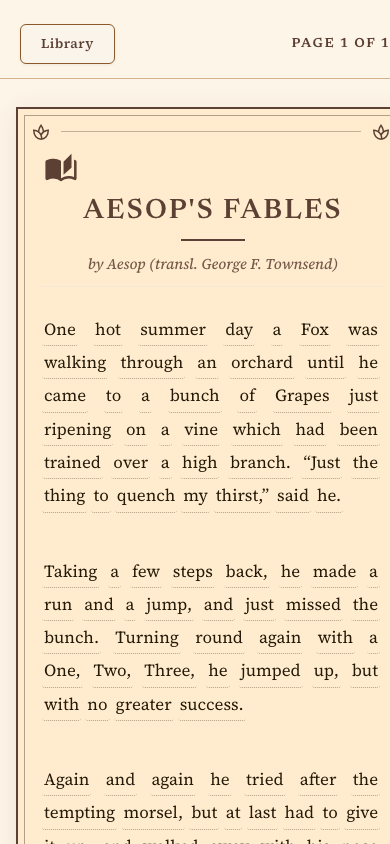 Library
PAGE 1 OF 1
AESOP'S FABLES
by Aesop (transl. George F. Townsend)
One hot summer day a Fox was
walking through an orchard until he
came to a bunch of Grapes just
ripening on a vine which had been
trained over a high branch. “Just the
thing to quench my thirst,” said he.
Taking a few steps back, he made a
run and a jump, and just missed the
bunch. Turning round again with a
One, Two, Three, he jumped up, but
with no greater success.
Again and again he tried after the
tempting morsel, but at last had to give